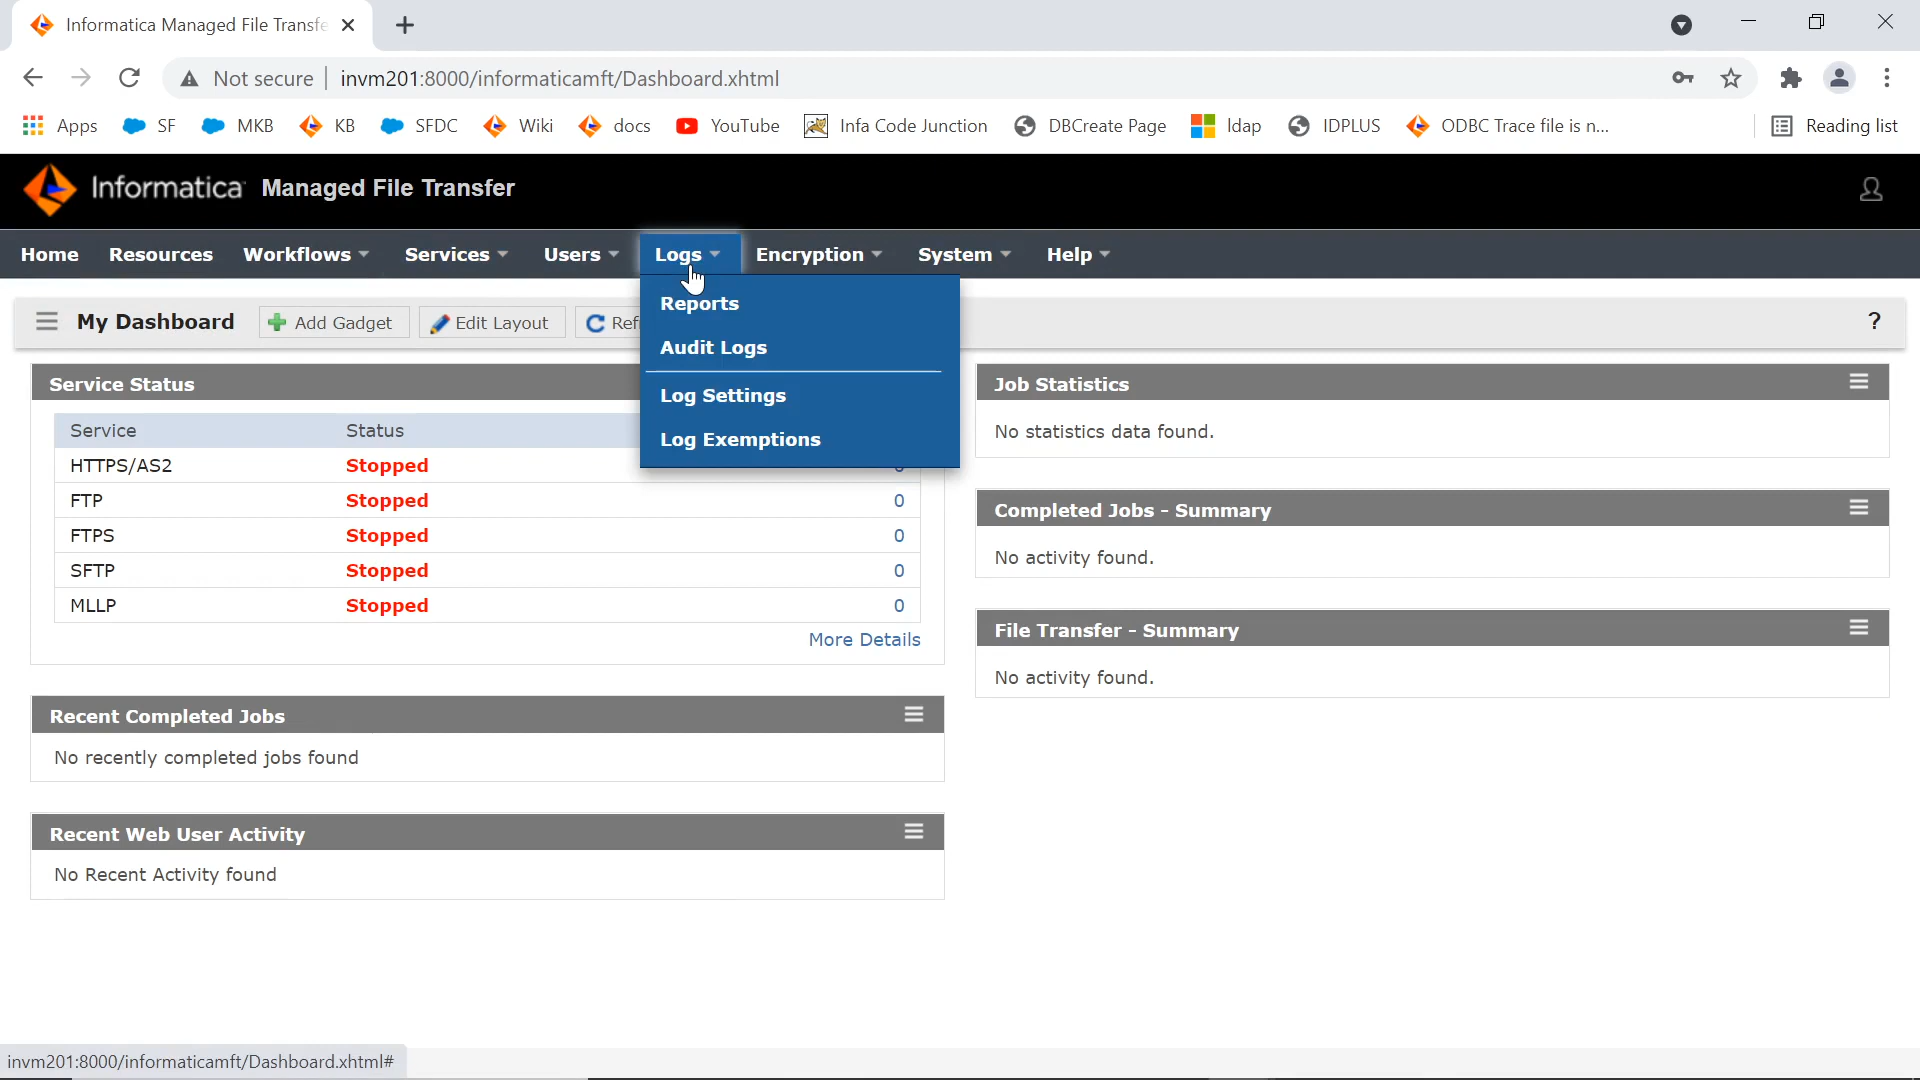 Informatica Managed File Transfe
Not secure | invm201:8000/informaticamft/Dashboard.xhtml
Apps SF MKB KB SFDC Wiki docs YouTube Infa Code Junction DBCreate Page ldap IDPLUS ODBC Trace file is n... Reading list
Informatica Managed File Transfer
Home Resources Workflows Services Users Logs Encryption System Help
Reports
Audit Logs
Log Settings
Log Exemptions
My Dashboard Add Gadget Edit Layout Ref ?
Service Status
Service Status
HTTPS/AS2 Stopped
FTP Stopped 0
FTPS Stopped 0
SFTP Stopped 0
MLLP Stopped 0
More Details
Recent Completed Jobs
No recently completed jobs found
Recent Web User Activity
No Recent Activity found
Job Statistics
No statistics data found.
Completed Jobs - Summary
No activity found.
File Transfer - Summary
No activity found.
invm201:8000/informaticamft/Dashboard.xhtml#